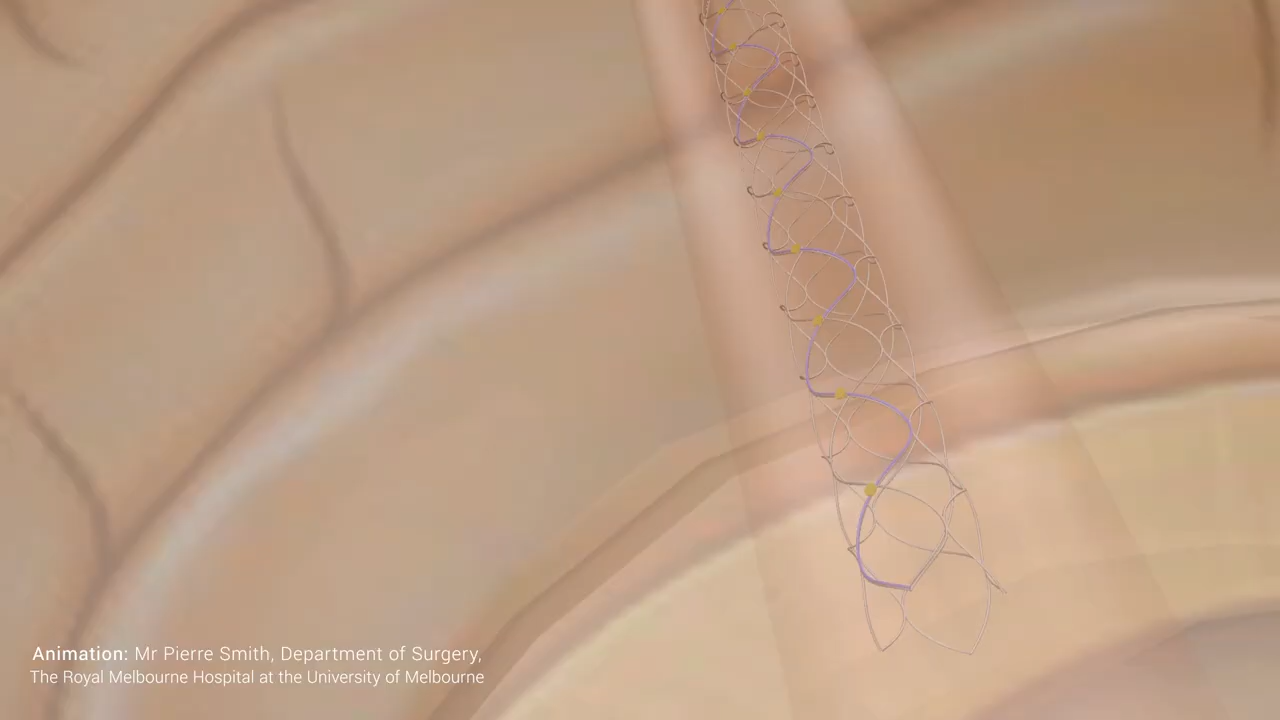 Animation: Mr Pierre Smith, Department of Surgery,
The Royal Melbourne Hospital at the University of Melbourne